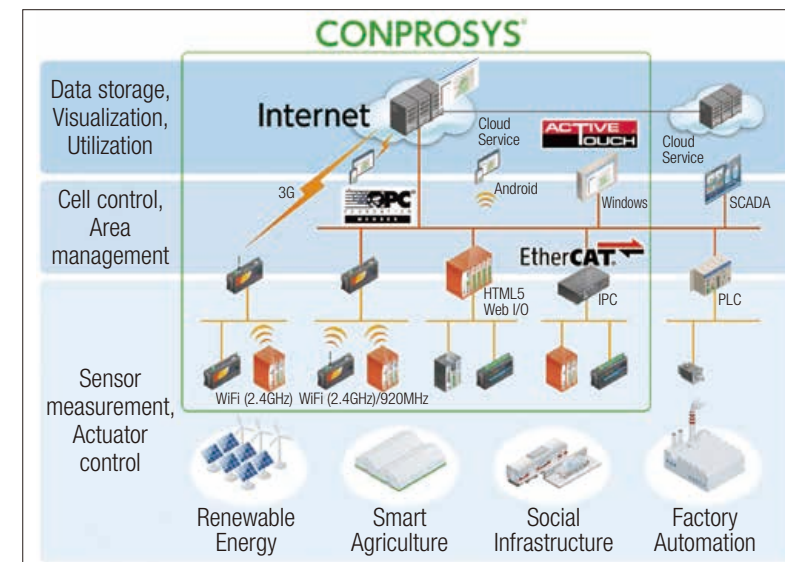 CONPROSYS®
Data storage,
Visualization,
Utilization
Internet
Cloud
Service
ACTIVE
TOUCH
Cloud
Service
3G
Android
Windows
SCADA
Cell control,
Area
management
OPC®
FOUNDATION
MEMBER
EtherCAT®
HTML5
Web I/O
IPC
PLC
Sensor
measurement,
Actuator
control
WiFi (2.4GHz)
WiFi (2.4GHz)/920MHz
Renewable
Energy
Smart
Agriculture
Social
Infrastructure
Factory
Automation